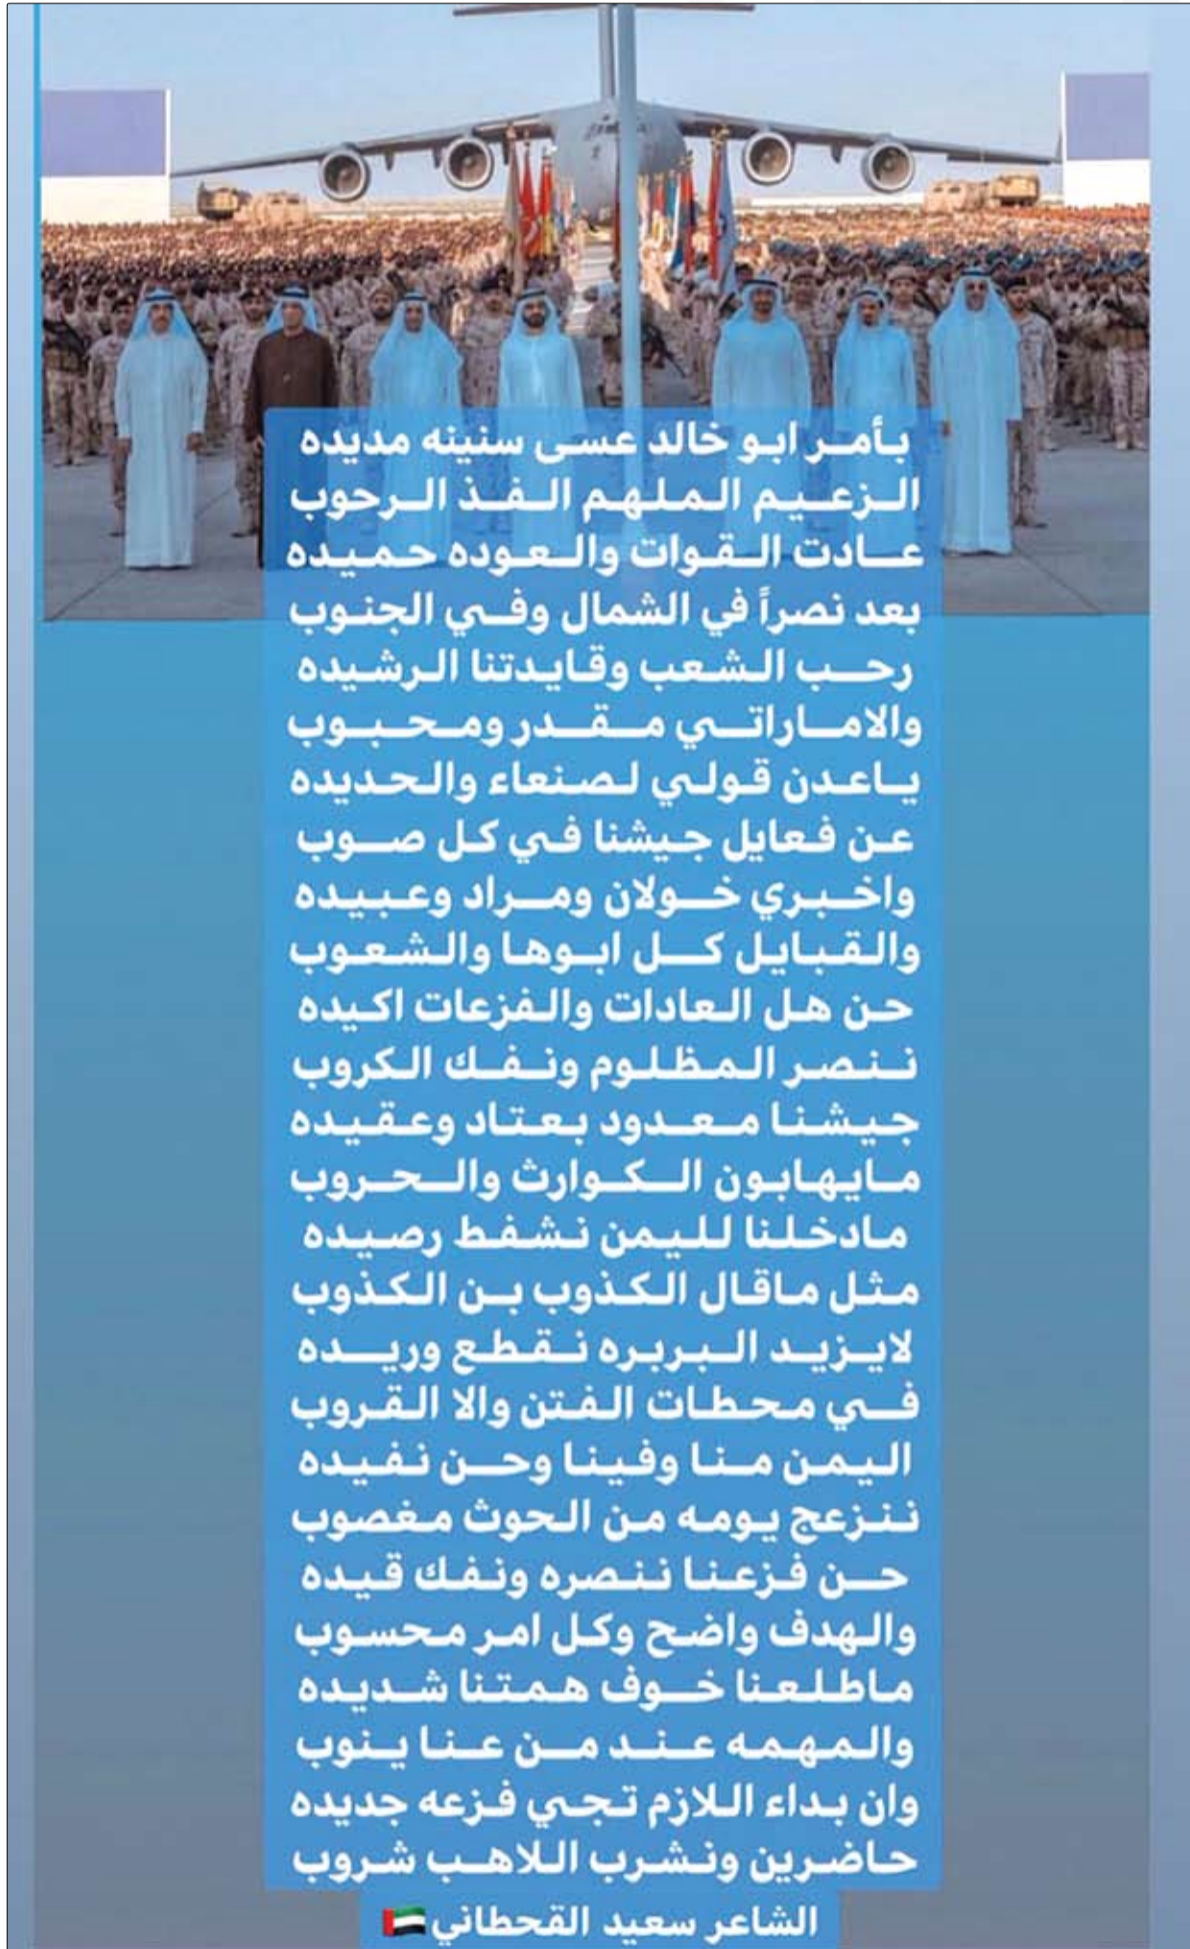 بأمر ابو خالد عسى سنينه مديده
الزعيم الملهم الفذ الرحوب
عادت القوات والعوده حميده
بعد نصراً في الشمال وفي الجنوب
رحب الشعب وقايدتنا الرشيده
والاماراتي مقدر ومحبوب
ياعدن قولي لصنعاء والحديده
عن فعايل جيشنا في كل صوب
واخبري خولان ومراد وعبيده
والقبايل كل ابوها والشعوب
حن هل العادات والفزعات اكيده
ننصر المظلوم ونفك الكروب
جيشنا معدود بعتاد وعقيده
مايهابون الكوارث والحروب
مادخلنا لليمن نشفط رصيده
مثل ماقال الكذوب بن الكذوب
لايزيد البربره نقطع وريده
في محطات الفتن والا القروب
اليمن منا وفينا وحن نفيده
ننزعج يومه من الحوث مغصوب
حن فزعنا ننصره ونفك قيده
والهدف واضح وكل امر محسوب
ماطلعنا خوف همتنا شديده
والمهمه عند من عنا ينوب
وان بداء اللازم تجي فزعه جديده
حاضرين ونشرب اللاهب شروب
الشاعر سعيد القحطاني🇦🇪